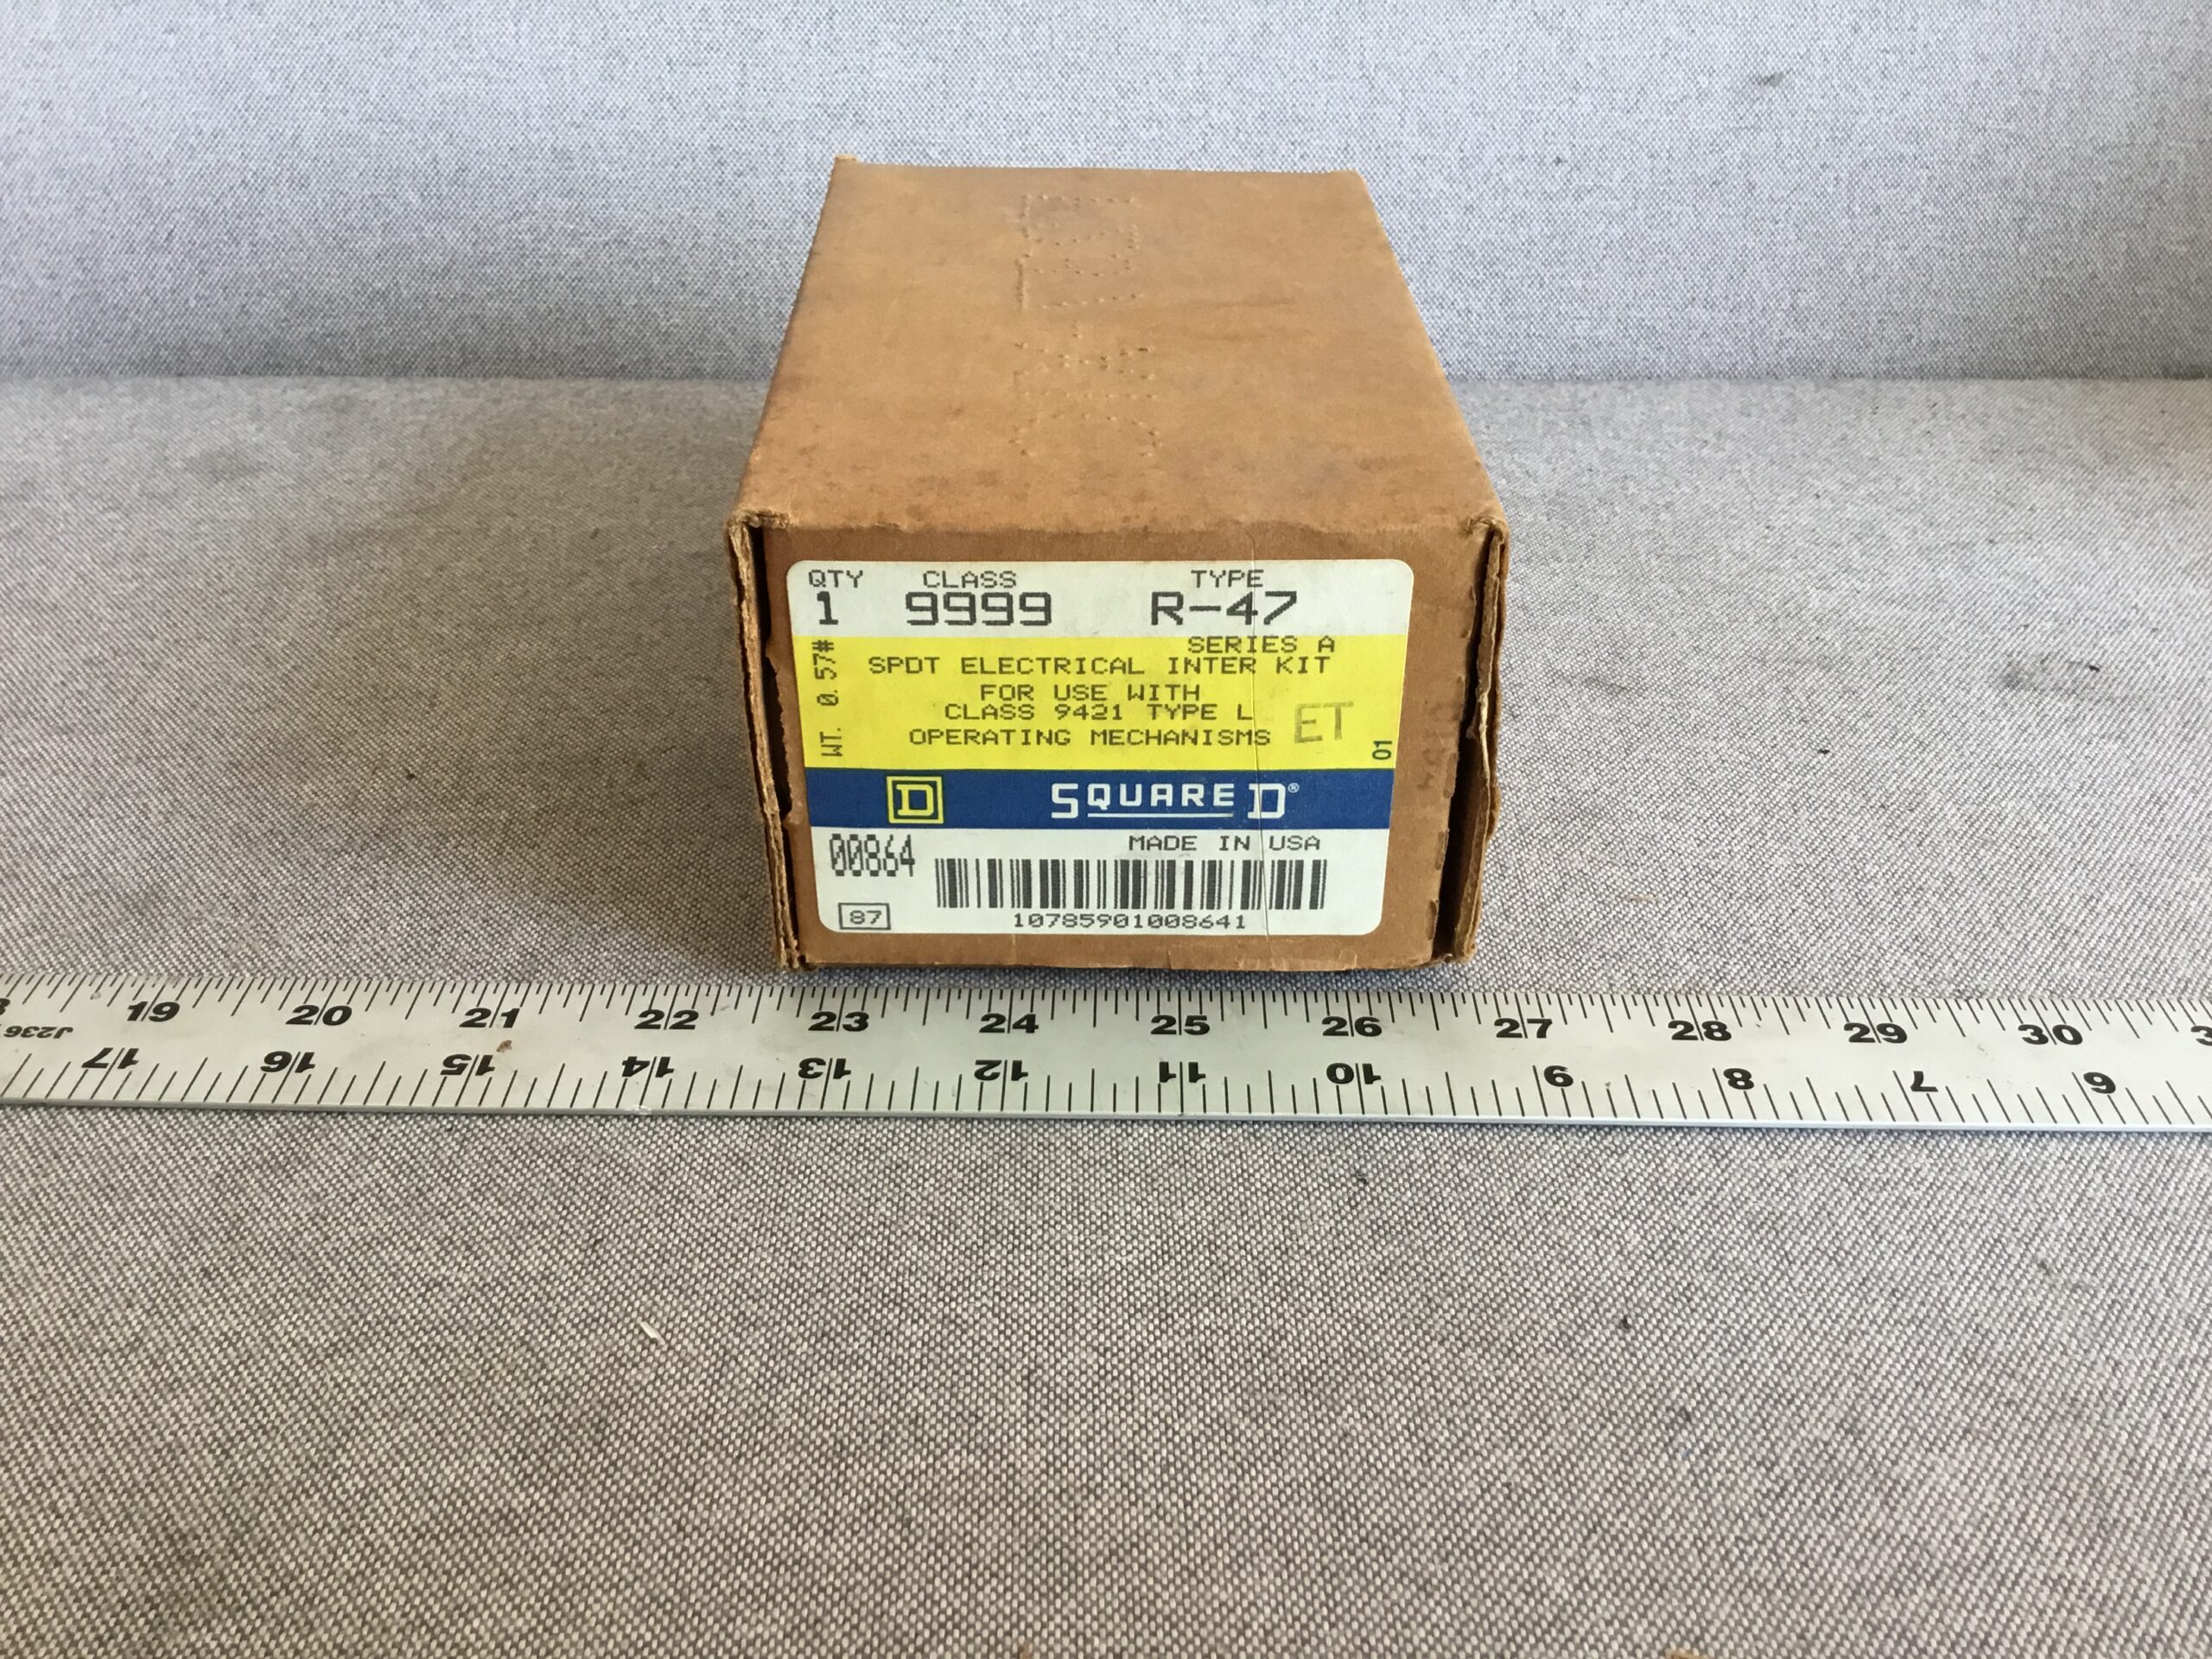 QTY CLASS TYPE
1 9999 R-47
SERIES A
SPDT ELECTRICAL INTER KIT
FOR USE WITH
CLASS 9421 TYPE L
OPERATING MECHANISMS
ET
WT. 0.57#
01
D SQUARE D®
00864
MADE IN USA
87
10785901008641
19 20 21 22 23 24 25 26 27 28 29 30
J236
17 16 15 14 13 12 11 10 9 8 7 6